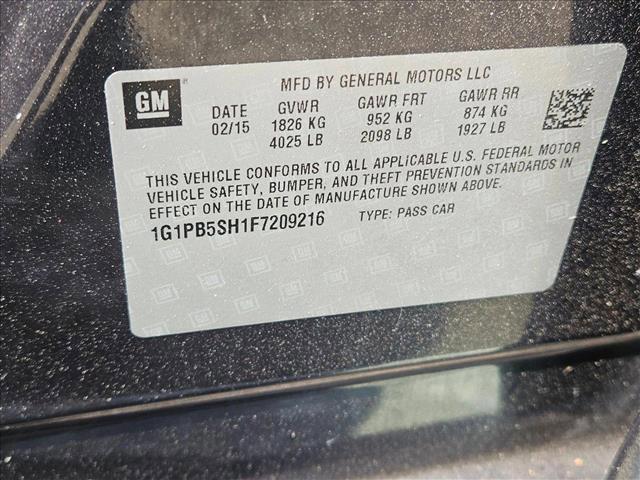 GM
MFD BY GENERAL MOTORS LLC
DATE GVWR GAWR FRT GAWR RR
02/15 1826 KG 952 KG 874 KG
4025 LB 2098 LB 1927 LB
THIS VEHICLE CONFORMS TO ALL APPLICABLE U.S. FEDERAL MOTOR
VEHICLE SAFETY, BUMPER, AND THEFT PREVENTION STANDARDS IN
EFFECT ON THE DATE OF MANUFACTURE SHOWN ABOVE.
1G1PB5SH1F7209216 TYPE: PASS CAR